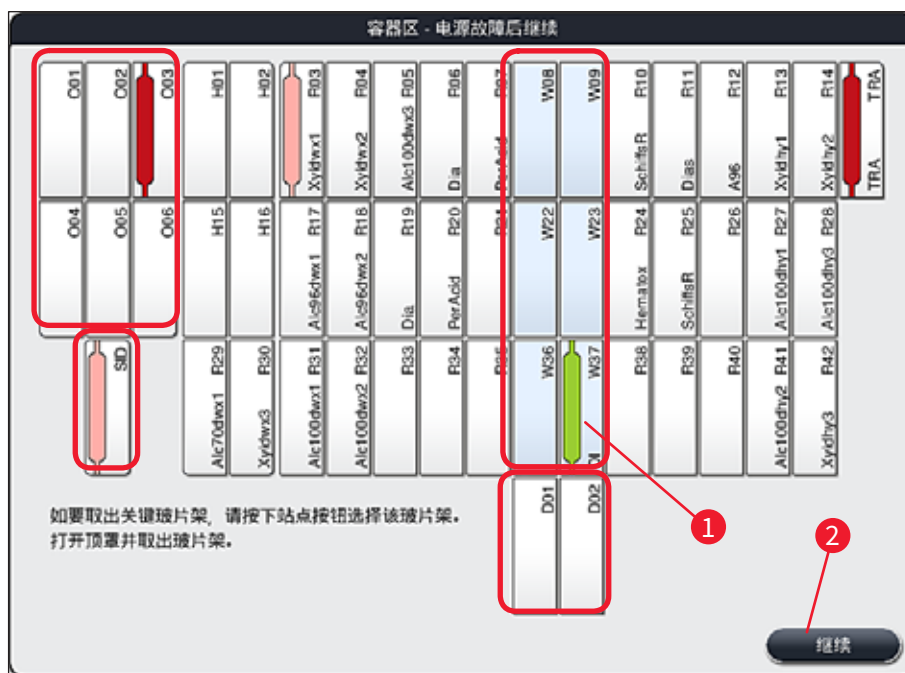 容器区 - 电源故障后继续
O01 O02 O03 H01 H02 R03 Xyldwx1 R04 Xyldwx2 R05 Alc100dwx3 R06 Dia R07 PerAcid W08 W09 R10 SchiffsR R11 Dias R12 A96 R13 Xyldhy1 R14 Xyldhy2 TRA TRA
O04 O05 O06 H15 H16 R17 Alc96dwx1 R18 Alc96dwx2 R19 Dia R20 PerAcid R21 W22 W23 R24 Hematox R25 SchiffsR R26 R27 Alc100dhy1 R28 Alc100dhy3
SID R29 Alc70dwx1 R30 Xyldwx3 R31 Alc100dwx1 R32 Alc100dwx2 R33 R34 R35 W36 W37 DI R38 R39 R40 R41 Alc100dhy2 R42 Xyldhy3
D01 D02
如要取出关键玻片架，请按下站点按钮选择该玻片架。
打开顶罩并取出玻片架。
1
2
继续